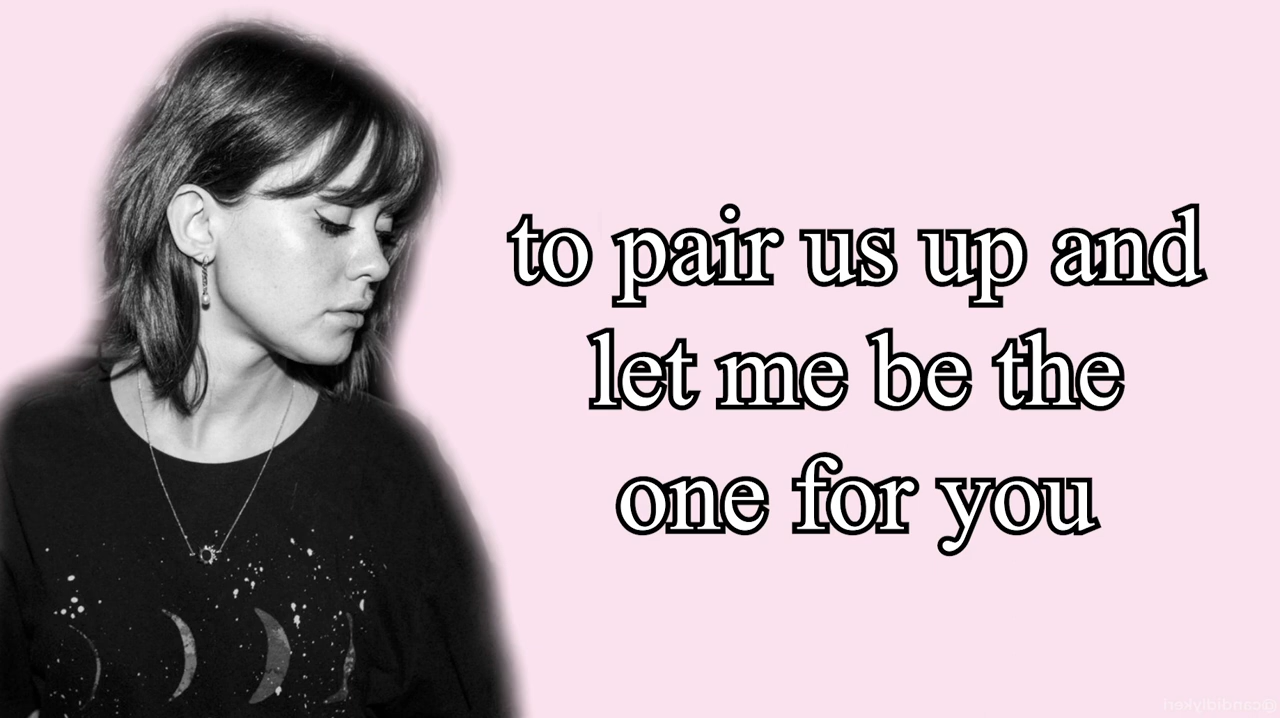 to pair us up and
let me be the
one for you